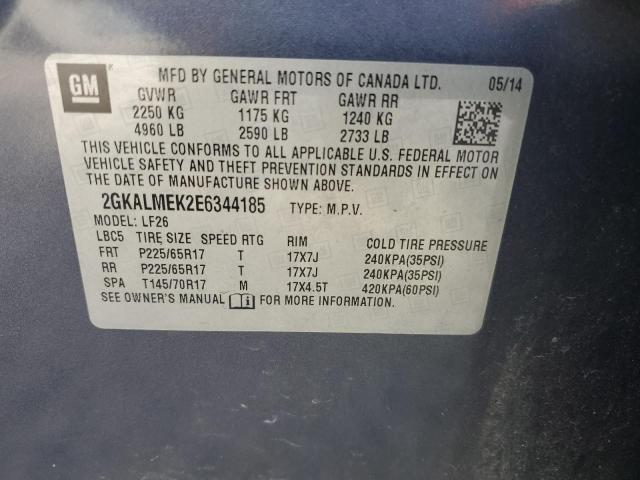 GM
MFD BY GENERAL MOTORS OF CANADA LTD. 05/14
GVWR GAWR FRT GAWR RR
2250 KG 1175 KG 1240 KG
4960 LB 2590 LB 2733 LB
THIS VEHICLE CONFORMS TO ALL APPLICABLE U.S. FEDERAL MOTOR
VEHICLE SAFETY AND THEFT PREVENTION STANDARDS IN EFFECT ON
THE DATE OF MANUFACTURE SHOWN ABOVE.
2GKALMEK2E6344185 TYPE: M.P.V.
MODEL: LF26
LBC5 TIRE SIZE SPEED RTG RIM COLD TIRE PRESSURE
FRT P225/65R17 T 17X7J 240KPA(35PSI)
RR P225/65R17 T 17X7J 240KPA(35PSI)
SPA T145/70R17 M 17X4.5T 420KPA(60PSI)
SEE OWNER'S MANUAL FOR MORE INFORMATION.